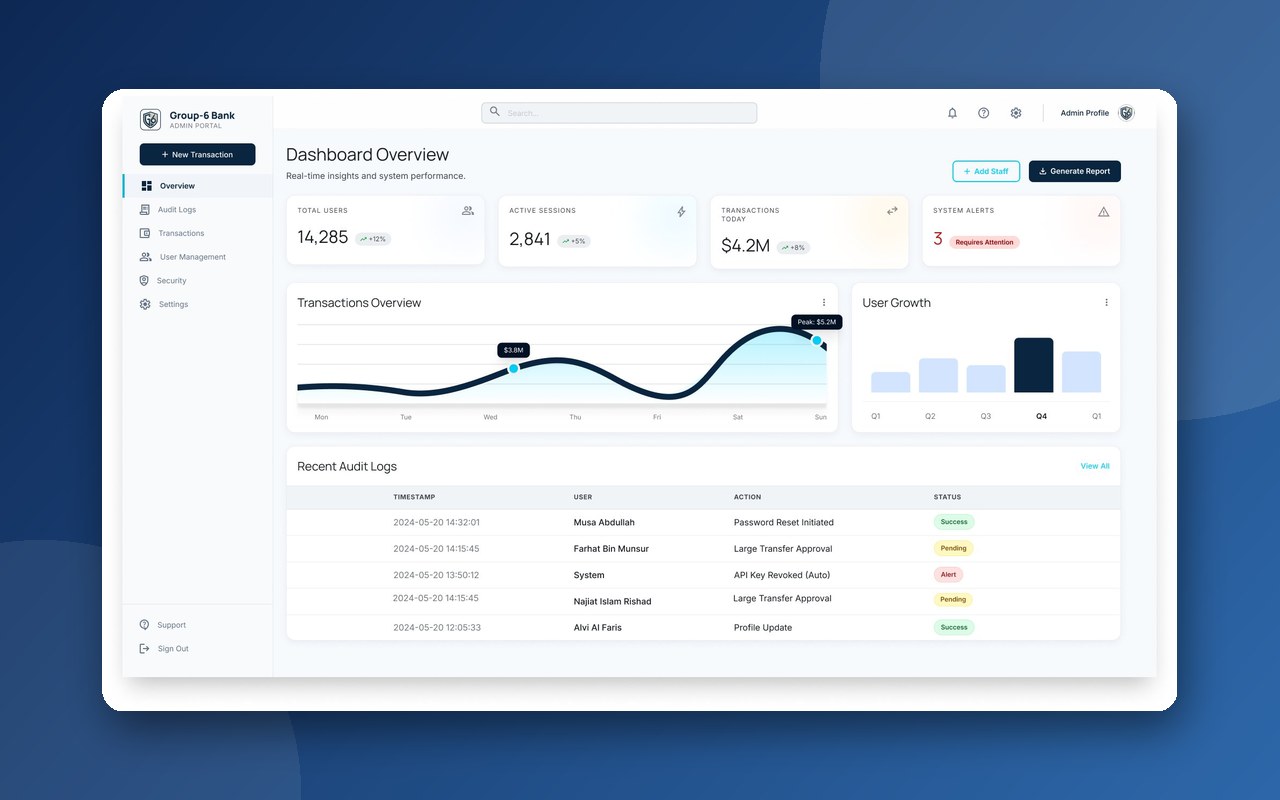 Group-6 Bank
ADMIN PORTAL
Search...
Admin Profile
+ New Transaction
Overview
Audit Logs
Transactions
User Management
Security
Settings
Support
Sign Out
Dashboard Overview
Real-time insights and system performance.
+ Add Staff
Generate Report
TOTAL USERS
14,285 +12%
ACTIVE SESSIONS
2,841 +5%
TRANSACTIONS
TODAY
$4.2M +8%
SYSTEM ALERTS
3 Requires Attention
Transactions Overview
Peak: $5.2M
$3.8M
Mon Tue Wed Thu Fri Sat Sun
User Growth
Q1 Q2 Q3 Q4 Q1
Recent Audit Logs
View All
TIMESTAMP USER ACTION STATUS
2024-05-20 14:32:01 Musa Abdullah Password Reset Initiated Success
2024-05-20 14:15:45 Farhat Bin Munsur Large Transfer Approval Pending
2024-05-20 13:50:12 System API Key Revoked (Auto) Alert
2024-05-20 14:15:45 Najiat Islam Rishad Large Transfer Approval Pending
2024-05-20 12:05:33 Alvi Al Faris Profile Update Success